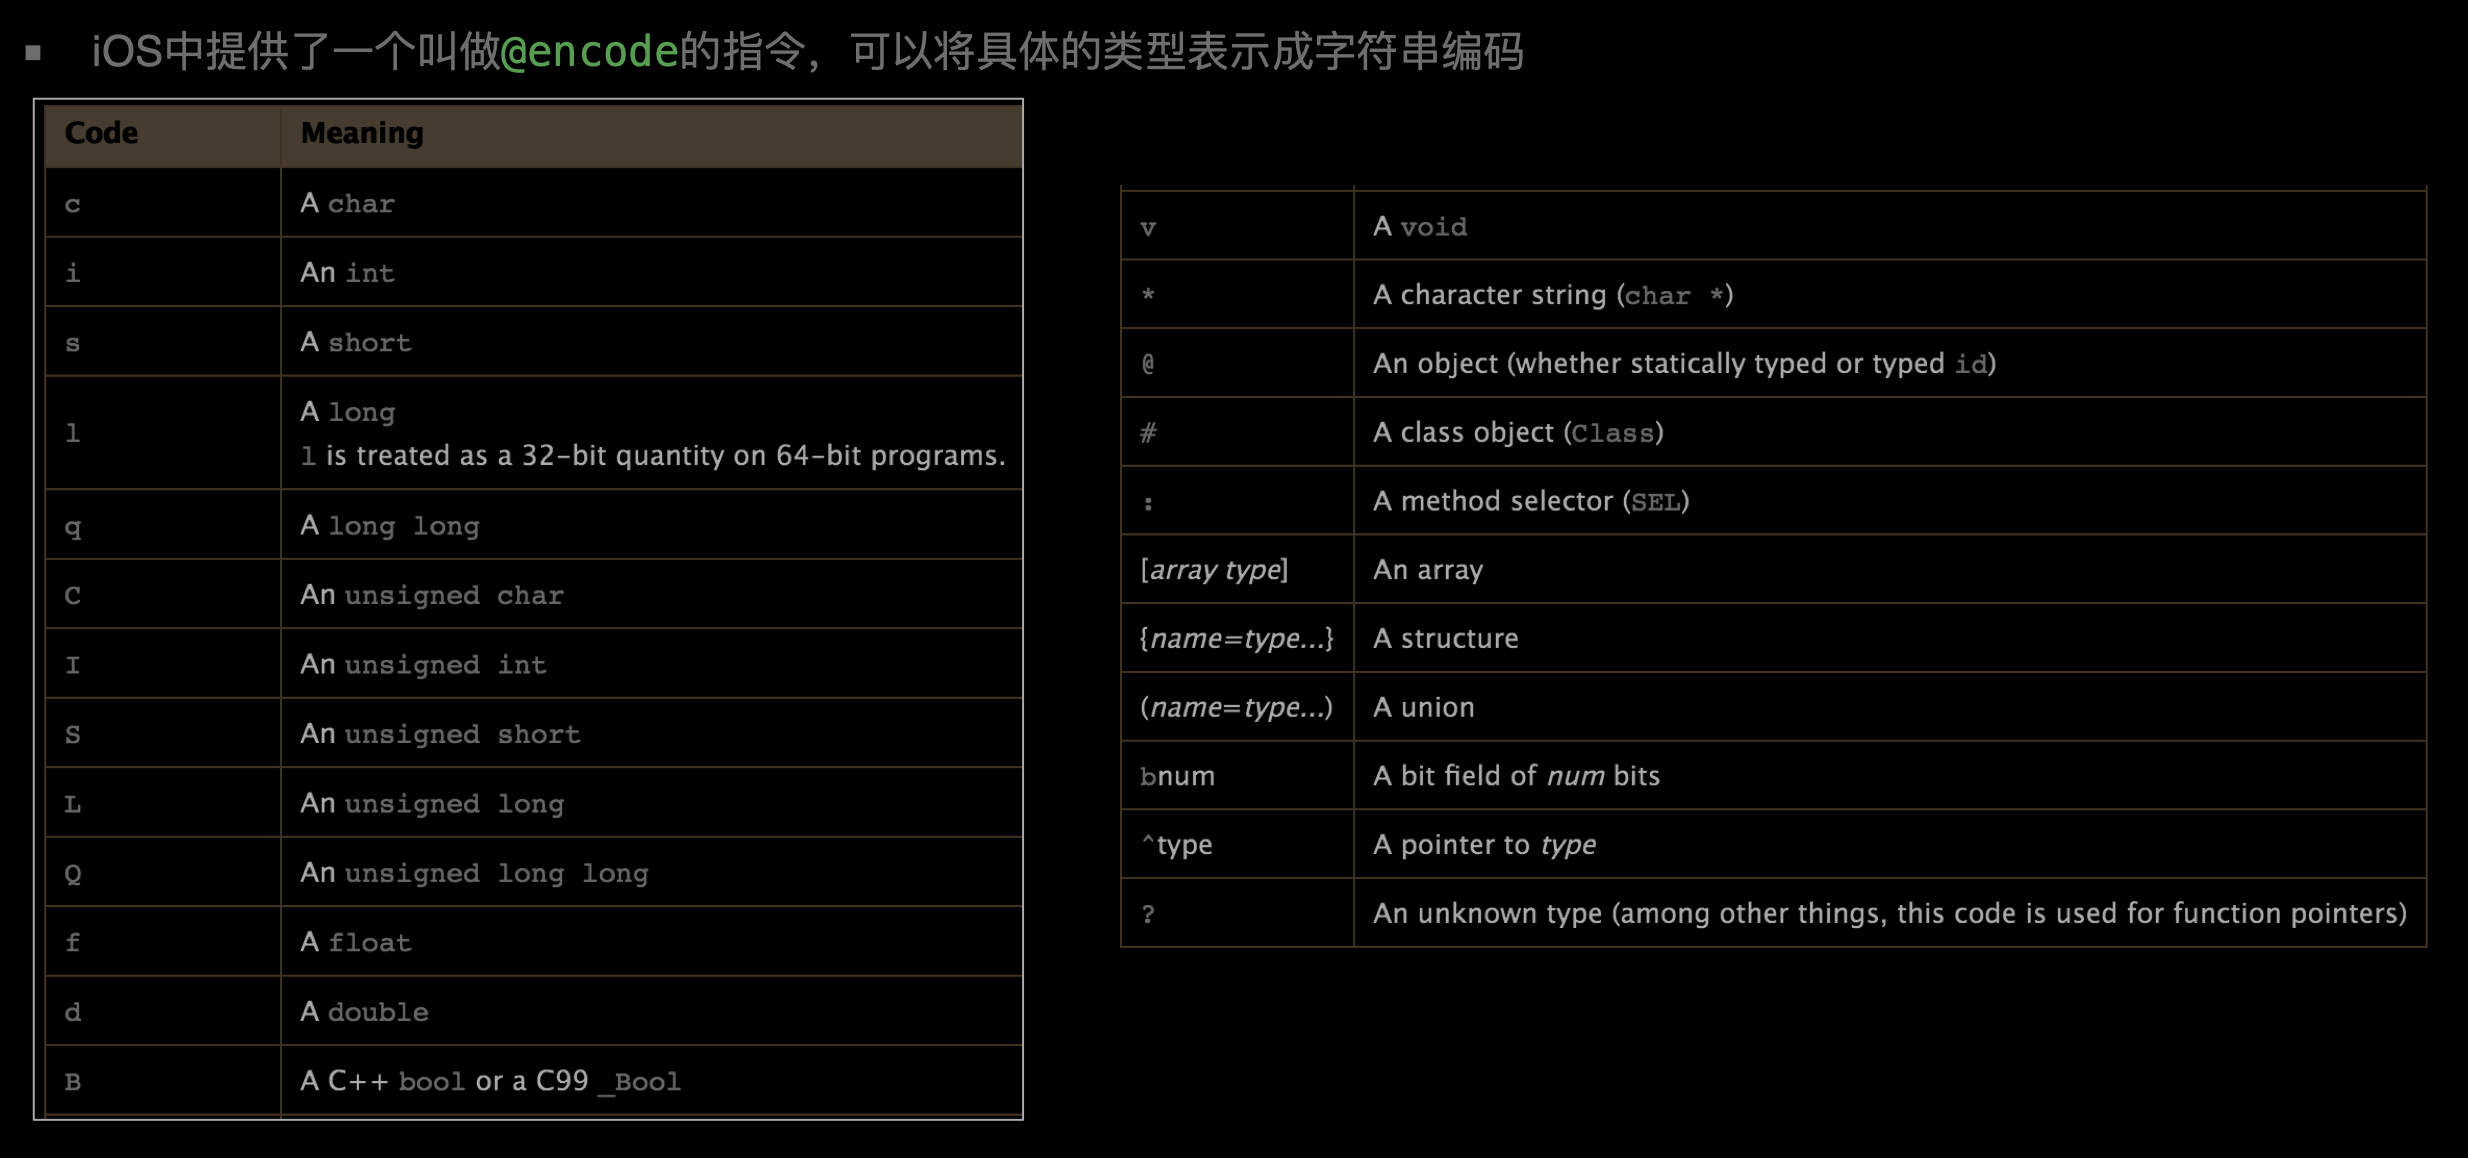 ▪ iOS中提供了一个叫做@encode的指令，可以将具体的类型表示成字符串编码
Code Meaning
c A char
i An int
s A short
l A long
l is treated as a 32-bit quantity on 64-bit programs.
q A long long
C An unsigned char
I An unsigned int
S An unsigned short
L An unsigned long
Q An unsigned long long
f A float
d A double
B A C++ bool or a C99 _Bool
v A void
* A character string (char *)
@ An object (whether statically typed or typed id)
# A class object (Class)
: A method selector (SEL)
[array type] An array
{name=type...} A structure
(name=type...) A union
bnum A bit field of num bits
^type A pointer to type
? An unknown type (among other things, this code is used for function pointers)